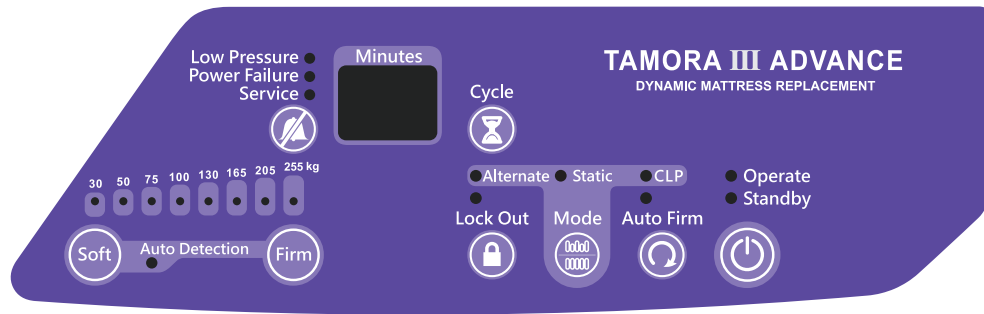 Low Pressure
Power Failure
Service
Minutes
Cycle
TAMORA III ADVANCE
DYNAMIC MATTRESS REPLACEMENT
30 50 75 100 130 165 205 255 kg
Soft
Auto Detection
Firm
Alternate Static CLP
Lock Out Mode Auto Firm
Operate
Standby